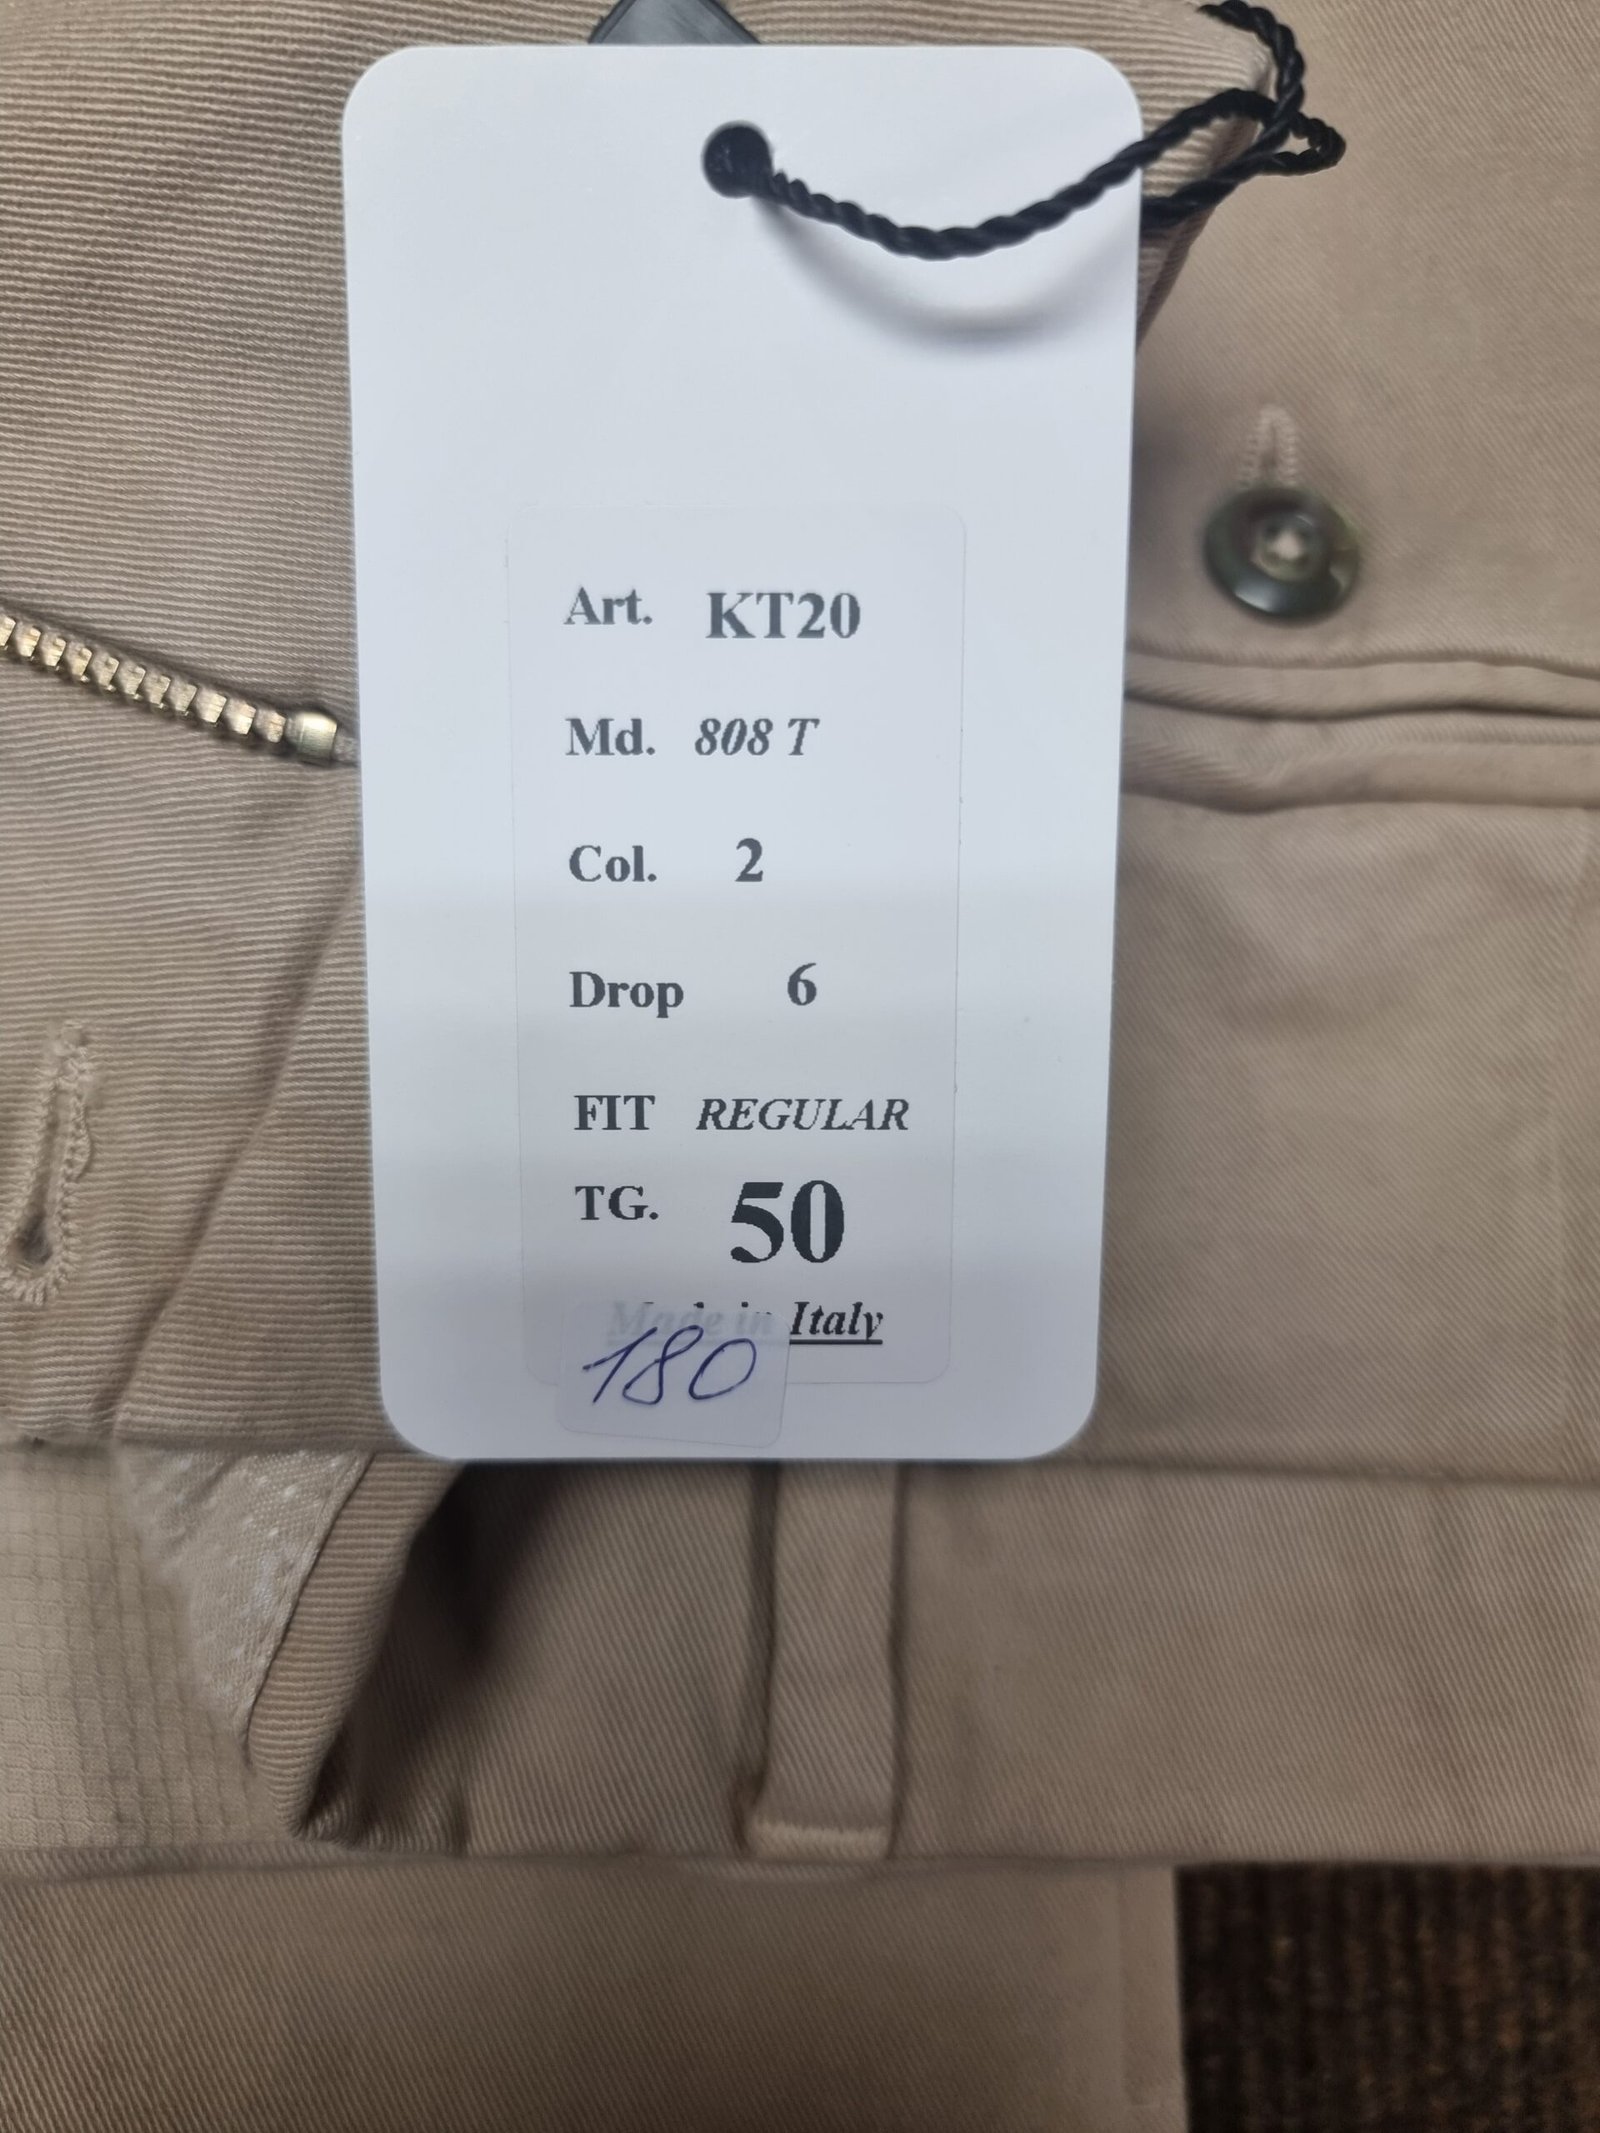 Art. KT20
Md. 808 T
Col. 2
Drop 6
FIT REGULAR
TG. 50
Made in Italy
180